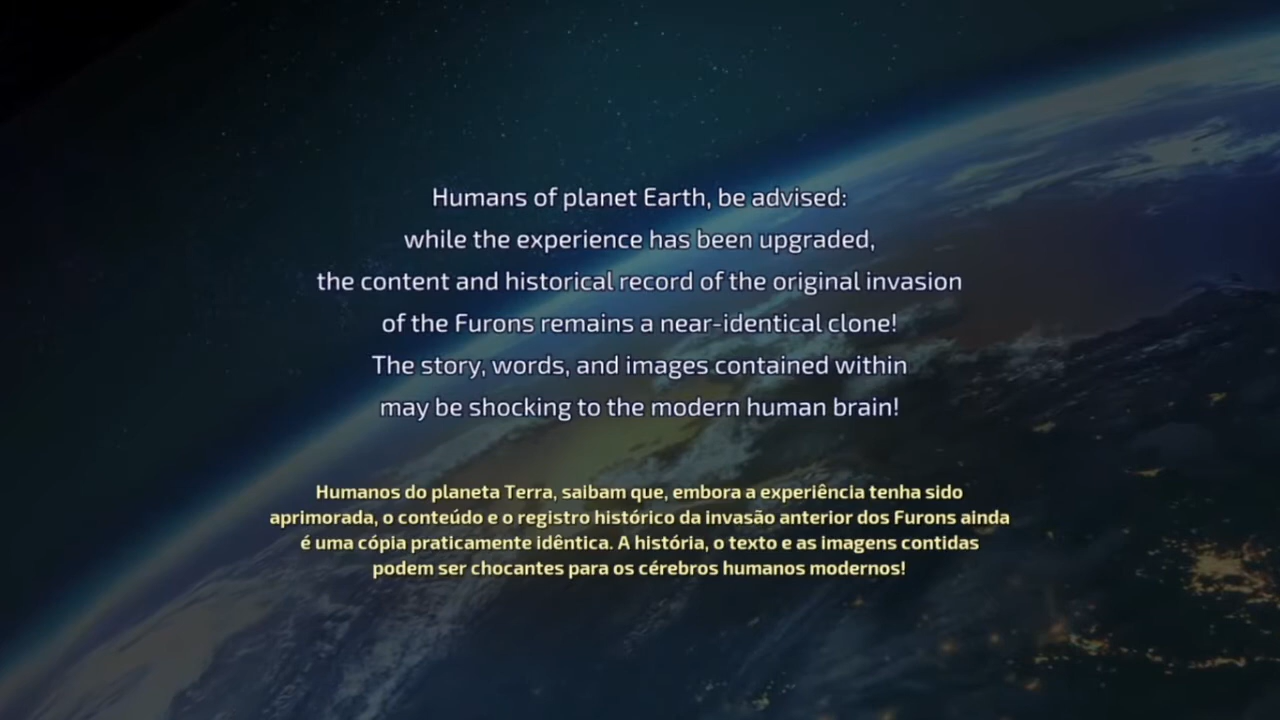 Humans of planet Earth, be advised:
while the experience has been upgraded,
the content and historical record of the original invasion
of the Furons remains a near-identical clone!
The story, words, and images contained within
may be shocking to the modern human brain!
Humanos do planeta Terra, saibam que, embora a experiência tenha sido
aprimorada, o conteúdo e o registro histórico da invasão anterior dos Furons ainda
é uma cópia praticamente idêntica. A história, o texto e as imagens contidas
podem ser chocantes para os cérebros humanos modernos!